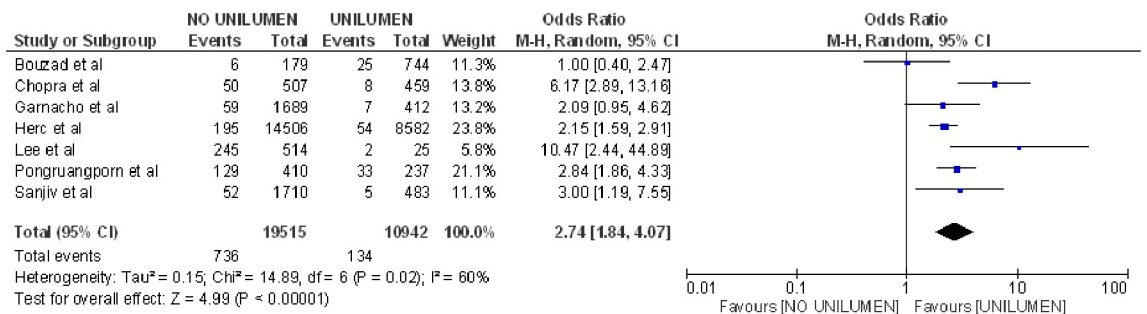 NO UNILUMEN UNILUMEN Odds Ratio Odds Ratio
Study or Subgroup Events Total Events Total Weight M-H, Random, 95% CI M-H, Random, 95% CI
Bouzad et al 6 179 25 744 11.3% 1.00 [0.40, 2.47]
Chopra et al 50 507 8 459 13.8% 6.17 [2.89, 13.16]
Garnacho et al 59 1689 7 412 13.2% 2.09 [0.95, 4.62]
Herc et al 195 14506 54 8582 23.8% 2.15 [1.59, 2.91]
Lee et al 245 514 2 25 5.8% 10.47 [2.44, 44.89]
Pongruangporn et al 129 410 33 237 21.1% 2.84 [1.86, 4.33]
Sanjiv et al 52 1710 5 483 11.1% 3.00 [1.19, 7.55]
Total (95% CI) 19515 10942 100.0% 2.74 [1.84, 4.07]
Total events 736 134
Heterogeneity: Tau² = 0.15; Chi² = 14.89, df = 6 (P = 0.02); I² = 60%
Test for overall effect: Z = 4.99 (P < 0.00001)
0.01 0.1 1 10 100
Favours [NO UNILUMEN] Favours [UNILUMEN]